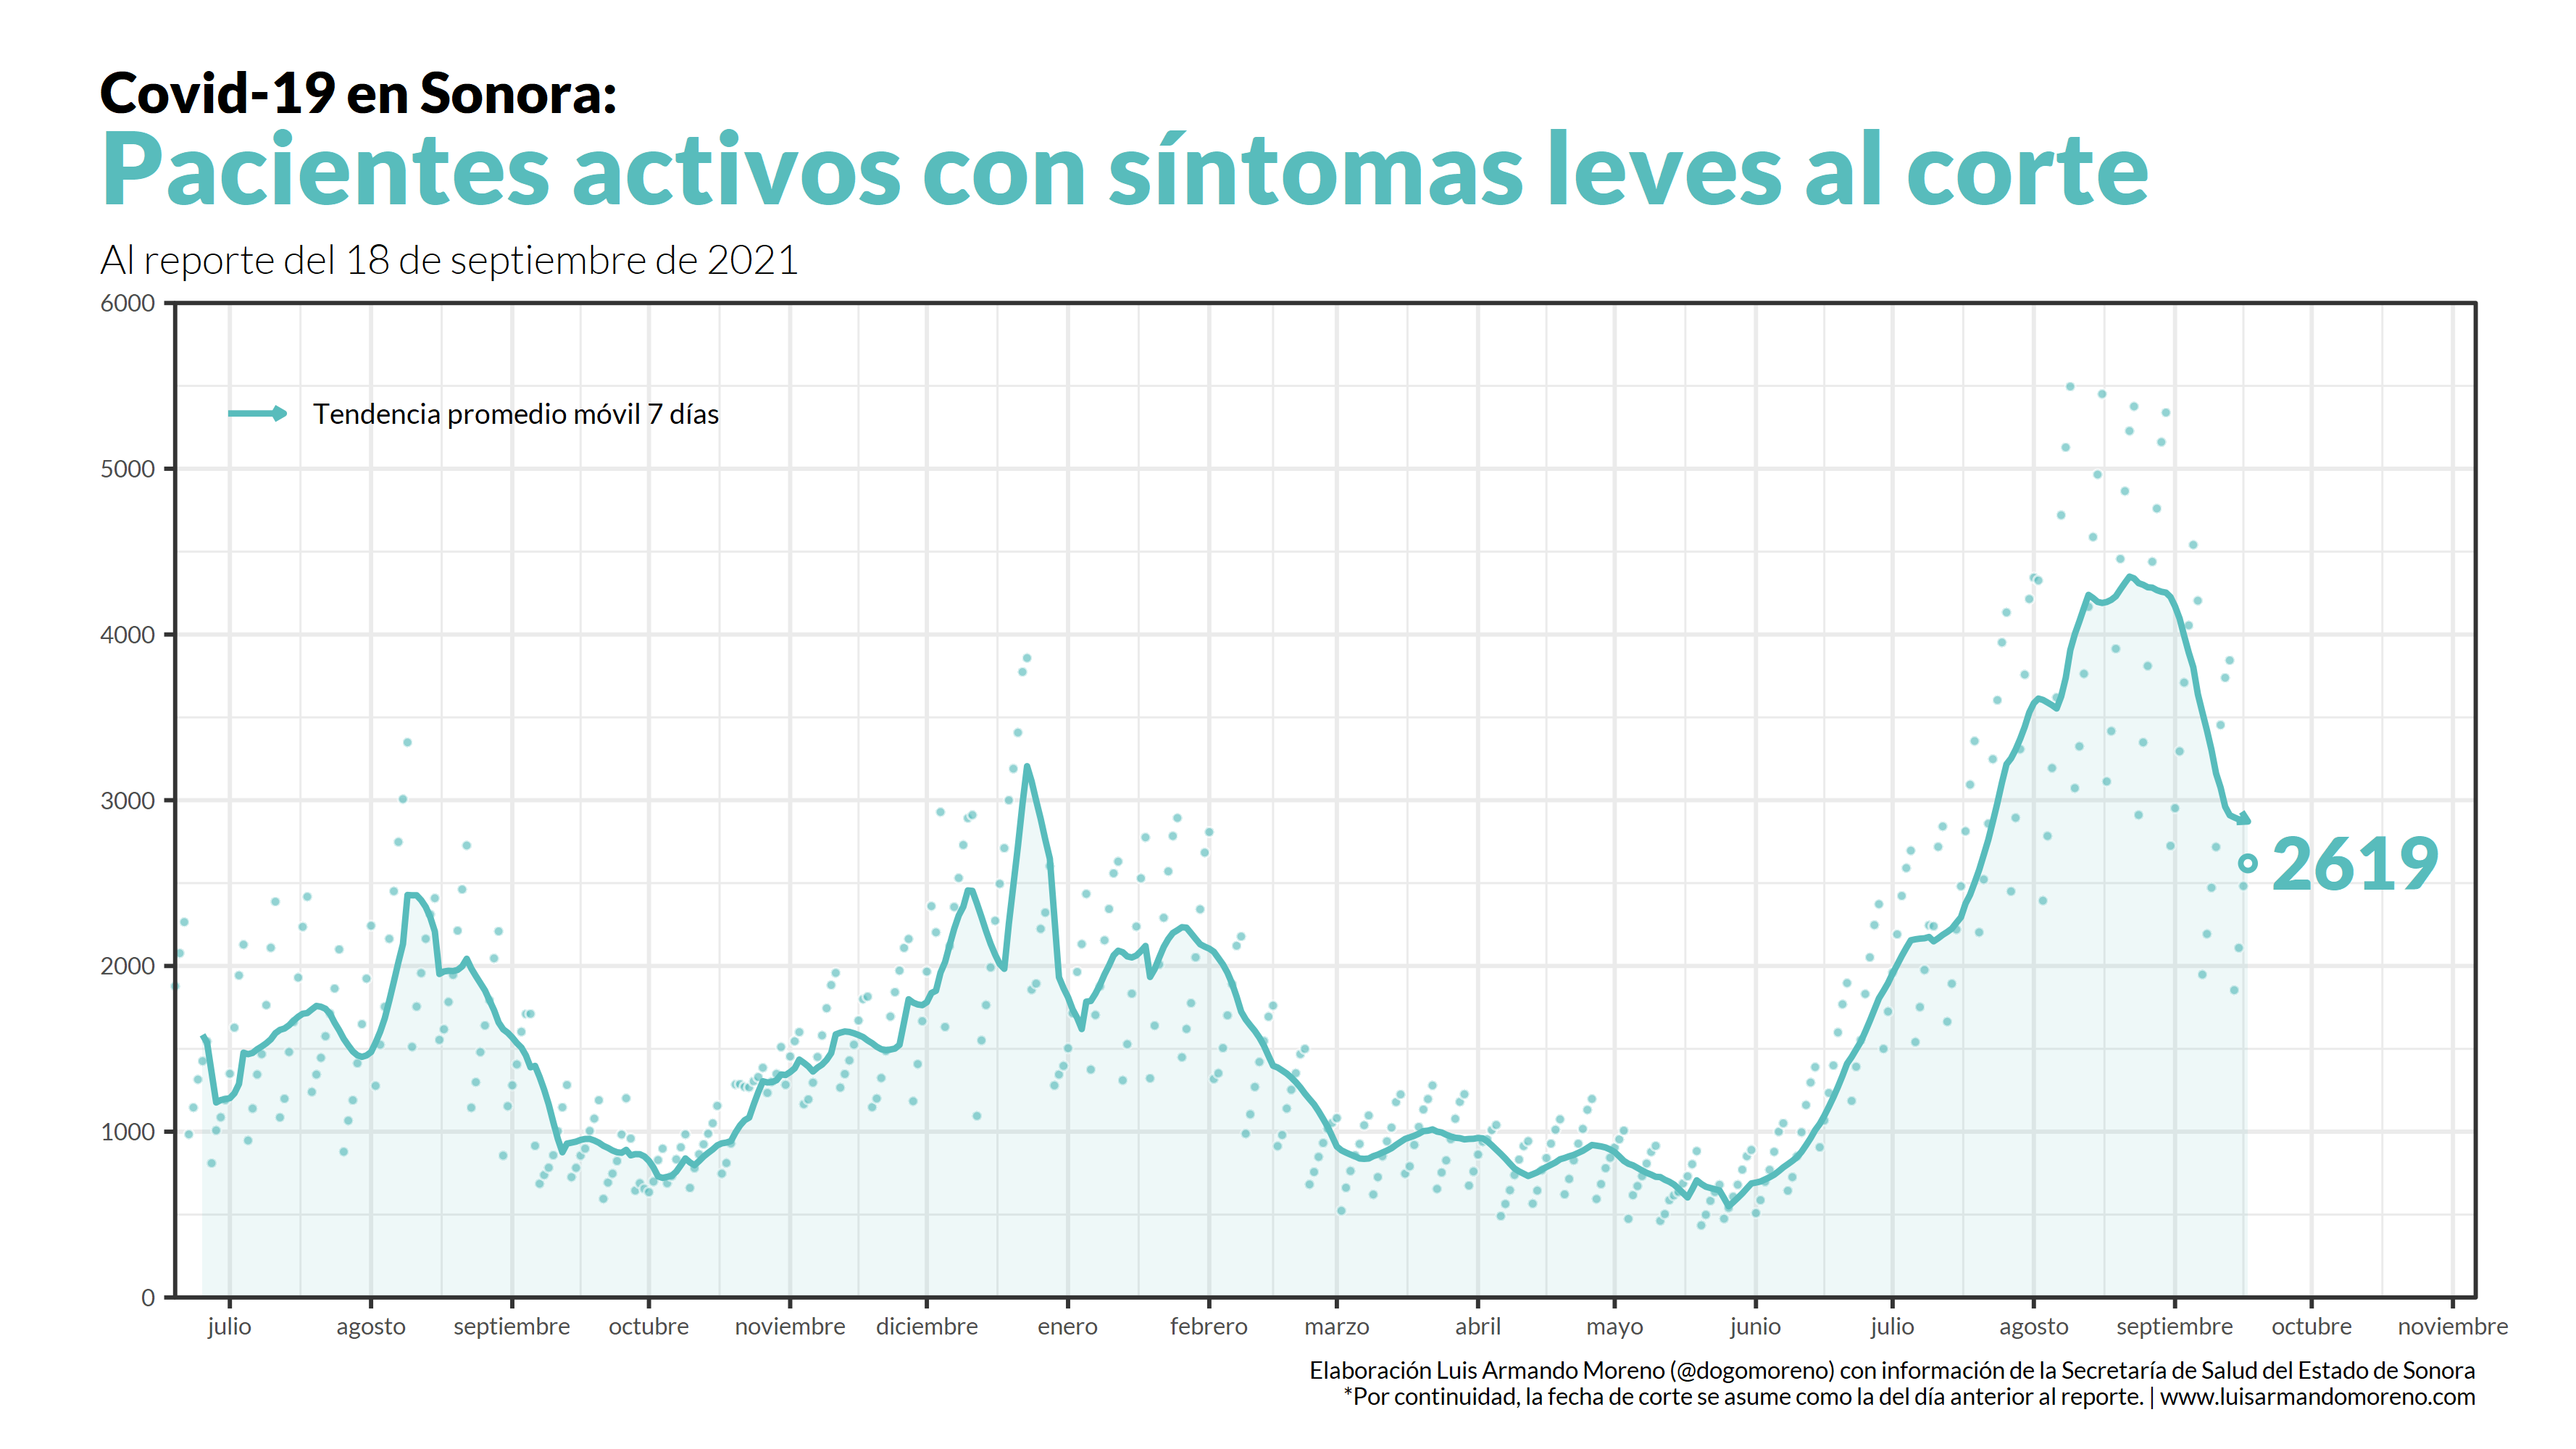 Covid-19 en Sonora:
Pacientes activos con síntomas leves al corte
Al reporte del 18 de septiembre de 2021
6000
Tendencia promedio móvil 7 días
5000
4000
3000
2619
2000
1000
0
julio agosto septiembre octubre noviembre diciembre enero febrero marzo abril mayo junio julio agosto septiembre octubre noviembre
Elaboración Luis Armando Moreno (@dogomoreno) con información de la Secretaría de Salud del Estado de Sonora
*Por continuidad, la fecha de corte se asume como la del día anterior al reporte. | www.luisarmandomoreno.com